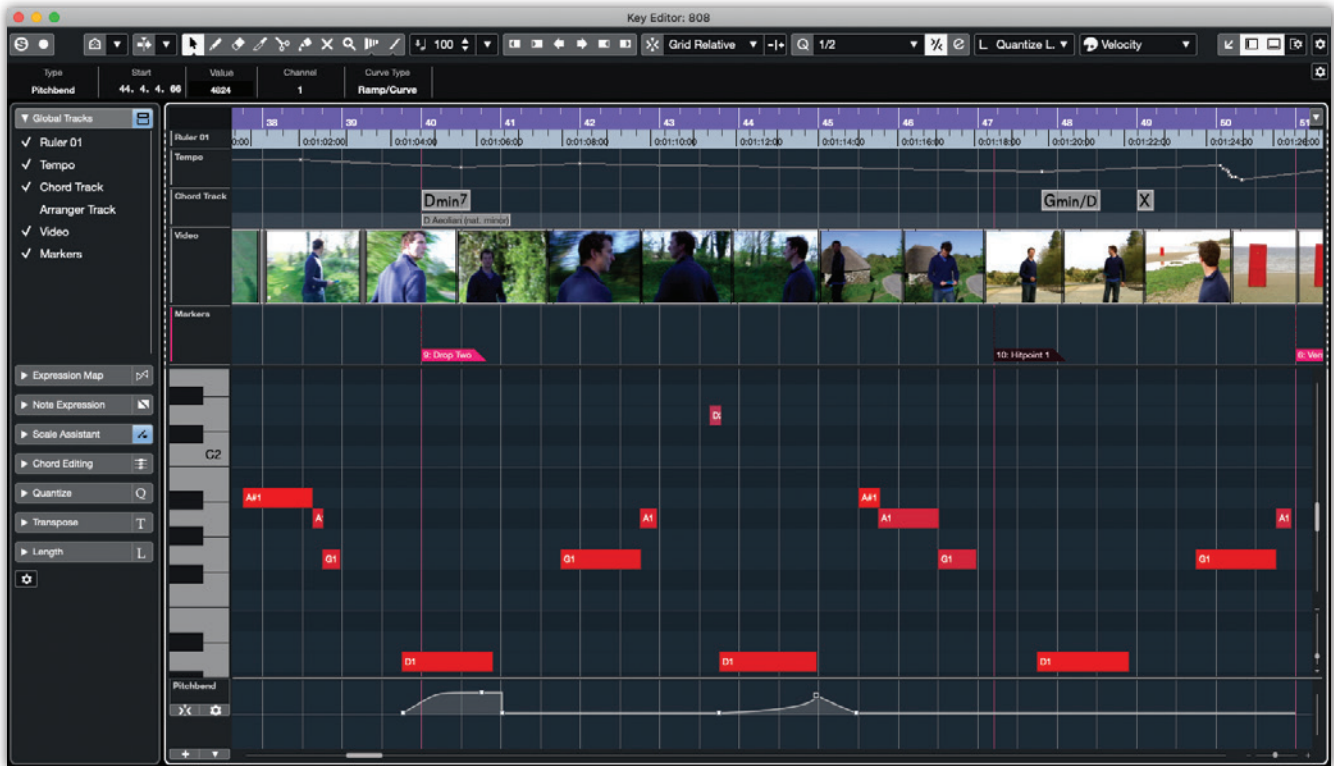 Key Editor: 808
100
Grid Relative
Q
1/2
e
L
Quantize L.
Velocity
Type
Start
Value
Channel
Curve Type
Pitchbend
44. 4. 4. 66
4824
1
Ramp/Curve
Global Tracks
Ruler 01
Tempo
Chord Track
Arranger Track
Video
Markers
Expression Map
Note Expression
Scale Assistant
Chord Editing
Quantize Q
Transpose T
Length L
38 39 40 41 42 43 44 45 46 47 48 49 50 51
Ruler 01
0:00 0:01:02:00 0:01:04:00 0:01:06:00 0:01:08:00 0:01:10:00 0:01:12:00 0:01:14:00 0:01:16:00 0:01:18:00 0:01:20:00 0:01:22:00 0:01:24:00 0:01:26:00
Tempo
Chord Track
Dmin7
Gmin/D
X
D Aeolian (nat. minor)
Video
Markers
9: Drop Two
10: Hitpoint 1
C2
A#1
A1
A#1
A1
A1
G1
G1
G1
G1
D1
D1
D1
Pitchbend